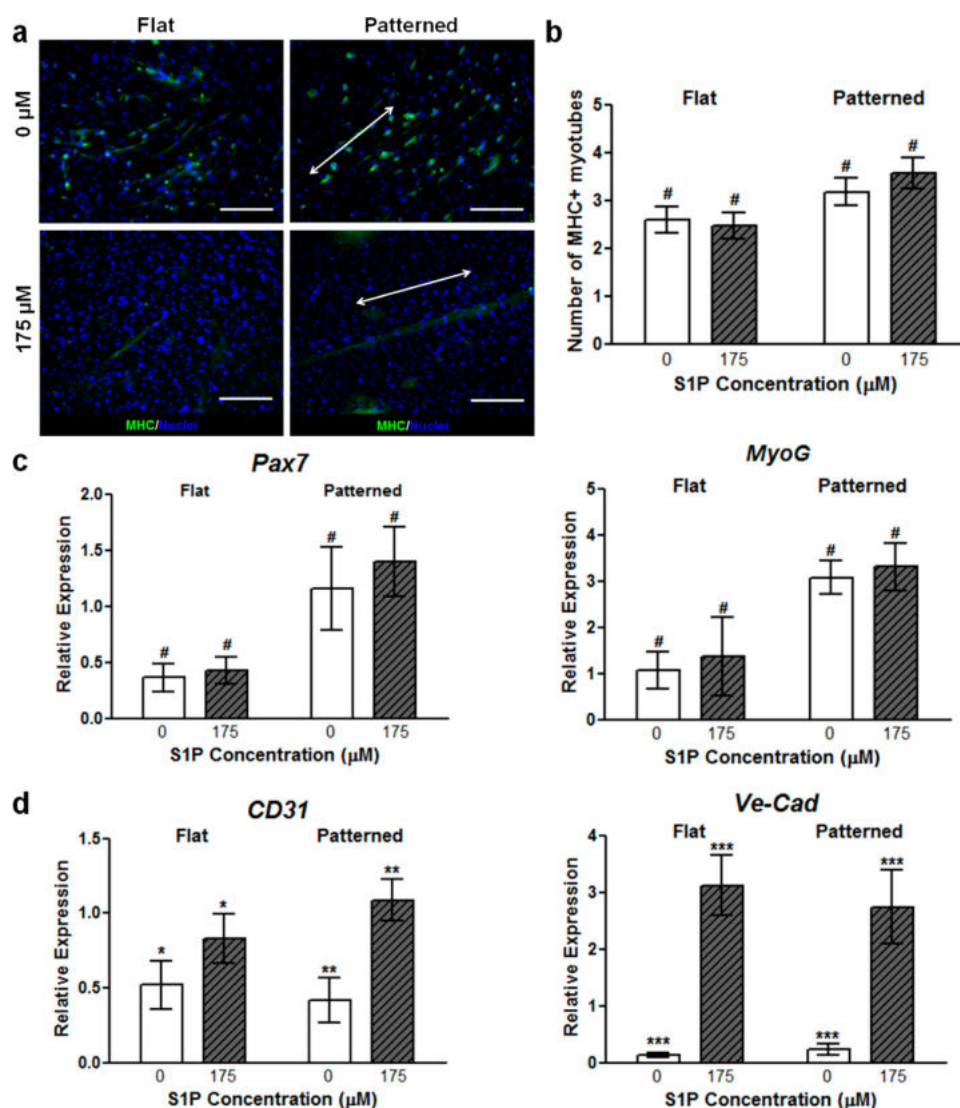 a
Flat
Patterned
0 µM
175 µM
MHC/Nuclei
MHC/Nuclei
b
Number of MHC+ myotubes
5
4
3
2
1
0
Flat
Patterned
#
#
#
#
0
175
0
175
S1P Concentration (µM)
c
Pax7
Relative Expression
2.0
1.5
1.0
0.5
0.0
Flat
Patterned
#
#
#
#
0
175
0
175
S1P Concentration (µM)
MyoG
Relative Expression
5
4
3
2
1
0
Flat
Patterned
#
#
#
#
0
175
0
175
S1P Concentration (µM)
d
CD31
Relative Expression
1.5
1.0
0.5
0.0
Flat
Patterned
*
*
**
**
0
175
0
175
S1P Concentration (µM)
Ve-Cad
Relative Expression
4
3
2
1
0
Flat
Patterned
***
***
***
***
0
175
0
175
S1P Concentration (µM)